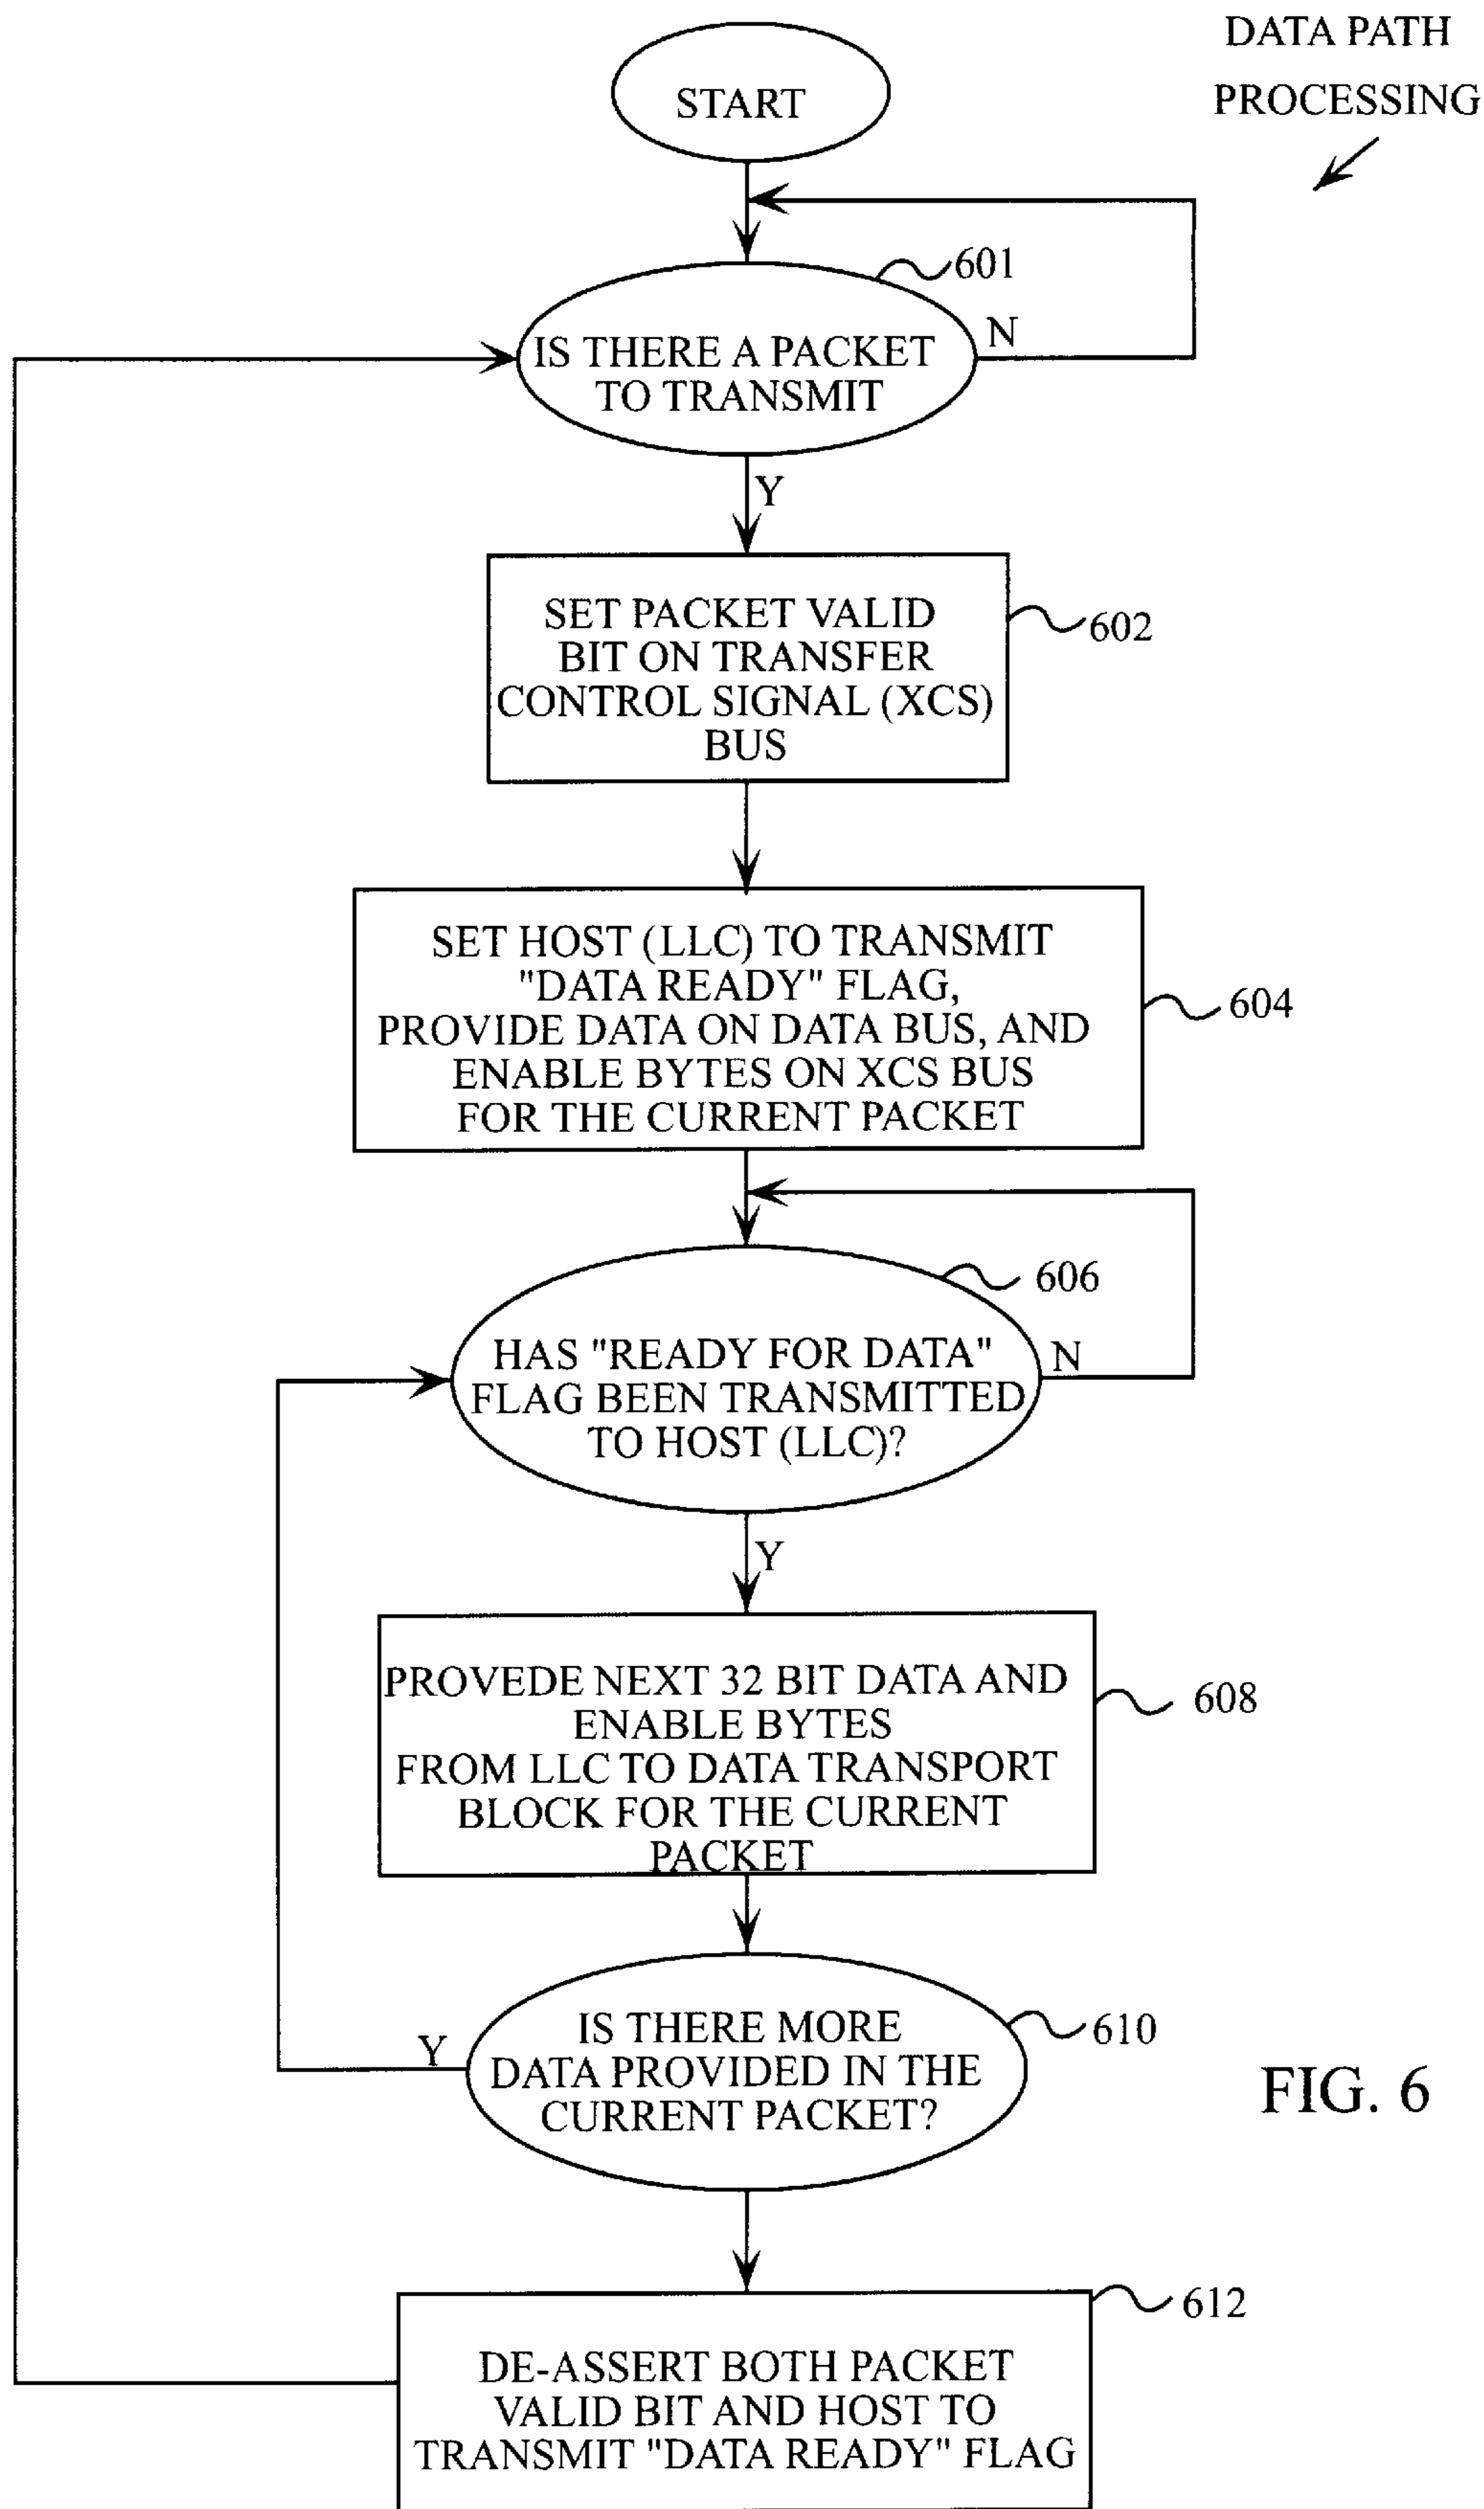 DATA PATH
PROCESSING
START
601
IS THERE A PACKET
TO TRANSMIT
N
Y
SET PACKET VALID
BIT ON TRANSFER
CONTROL SIGNAL (XCS)
BUS
602
SET HOST (LLC) TO TRANSMIT
"DATA READY" FLAG,
PROVIDE DATA ON DATA BUS, AND
ENABLE BYTES ON XCS BUS
FOR THE CURRENT PACKET
604
606
HAS "READY FOR DATA"
FLAG BEEN TRANSMITTED
TO HOST (LLC)?
N
Y
PROVEDE NEXT 32 BIT DATA AND
ENABLE BYTES
FROM LLC TO DATA TRANSPORT
BLOCK FOR THE CURRENT
PACKET
608
IS THERE MORE
DATA PROVIDED IN THE
CURRENT PACKET?
610
Y
FIG. 6
612
DE-ASSERT BOTH PACKET
VALID BIT AND HOST TO
TRANSMIT "DATA READY" FLAG